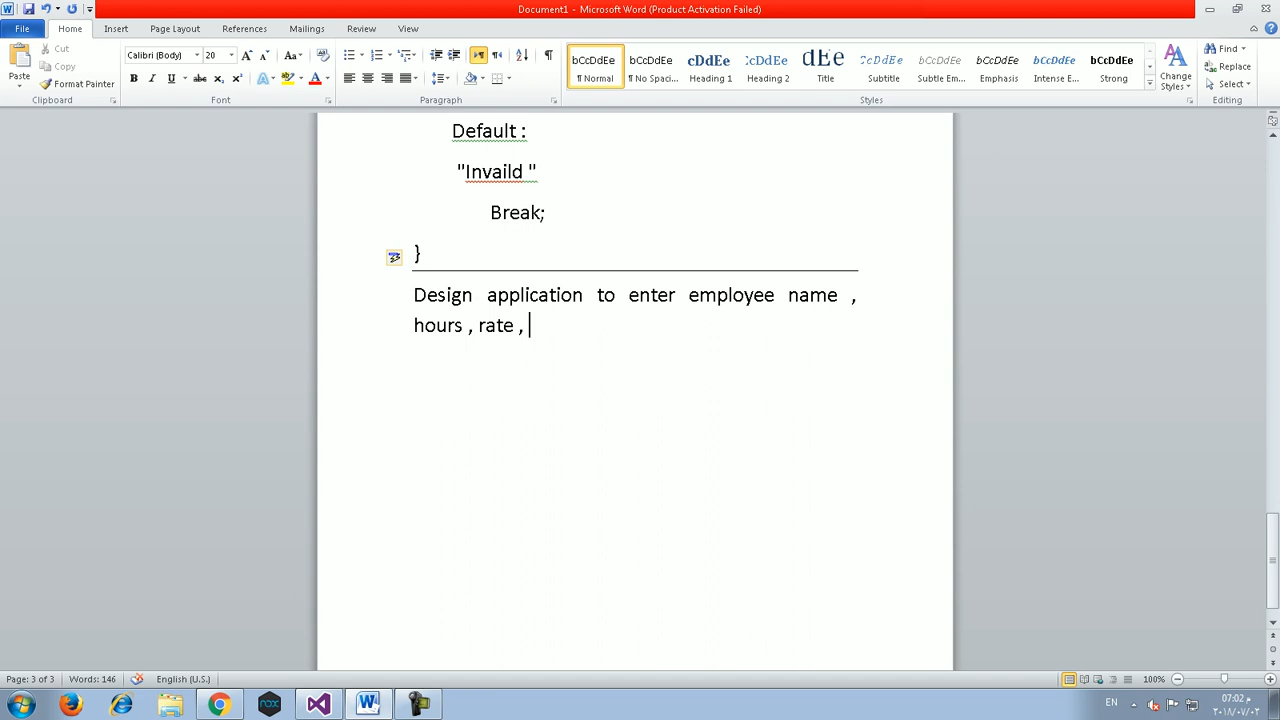 Document1 - Microsoft Word (Product Activation Failed)
File Home Insert Page Layout References Mailings Review View
Paste
Cut
Copy
Format Painter
Clipboard
Calibri (Body) 20
Font
Paragraph
bCcDdEe bCcDdEe cDdEe cDdEe dEe cDdEe bCcDdEe bCcDdEe bCcDdEe bCcDdEe
¶ Normal ¶ No Spaci... Heading 1 Heading 2 Title Subtitle Subtle Em... Emphasis Intense E... Strong
Change Styles
Styles
Find
Replace
Select
Editing
Default :
"Invaild "
Break;
}
Design application to enter employee name ,
hours , rate ,
Page: 3 of 3 Words: 146 English (U.S.) 100%
nox
EN
07:02 م
٢٠١٨/٠٧/٠٢